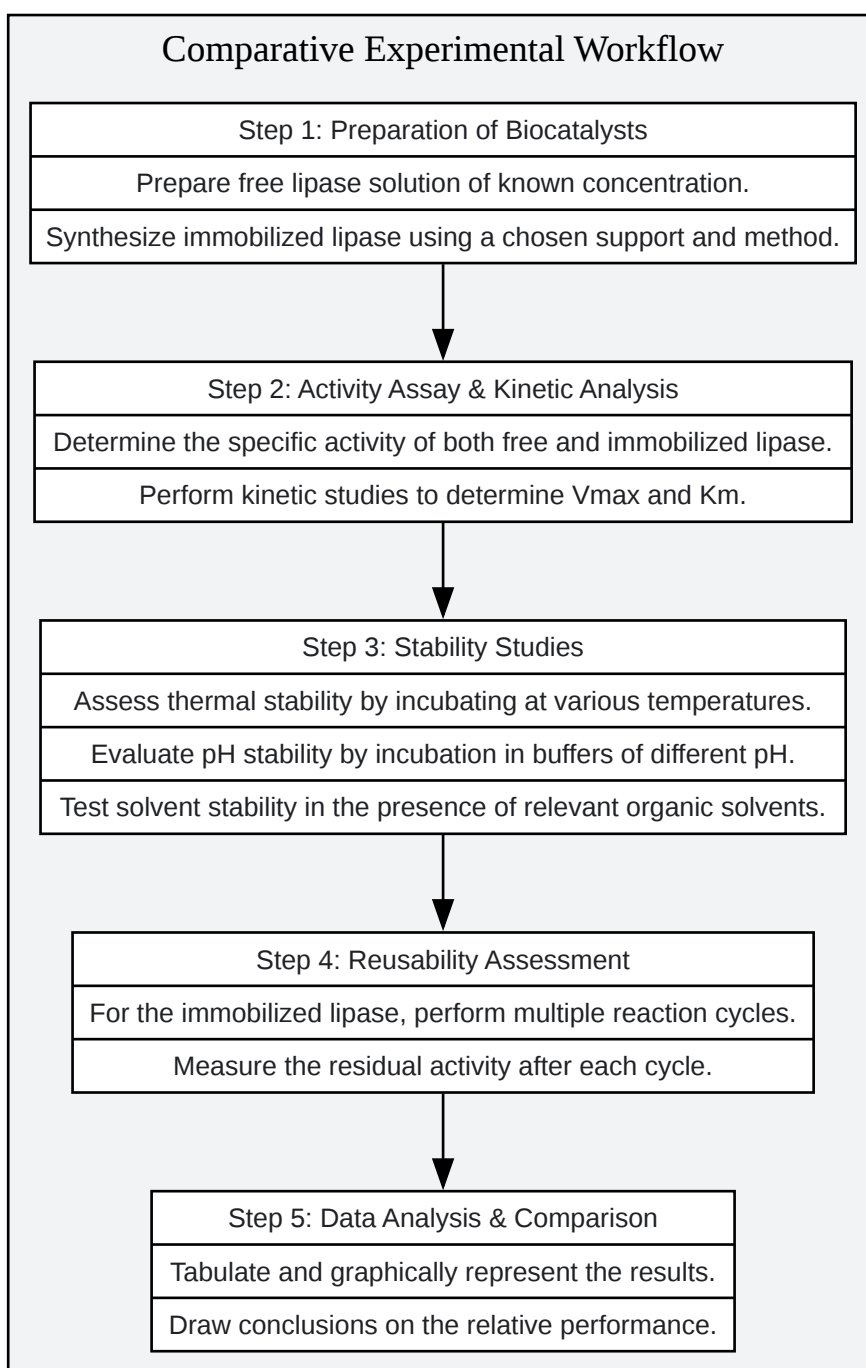 Comparative Experimental Workflow
Step 1: Preparation of Biocatalysts
Prepare free lipase solution of known concentration.
Synthesize immobilized lipase using a chosen support and method.
Step 2: Activity Assay & Kinetic Analysis
Determine the specific activity of both free and immobilized lipase.
Perform kinetic studies to determine Vmax and Km.
Step 3: Stability Studies
Assess thermal stability by incubating at various temperatures.
Evaluate pH stability by incubation in buffers of different pH.
Test solvent stability in the presence of relevant organic solvents.
Step 4: Reusability Assessment
For the immobilized lipase, perform multiple reaction cycles.
Measure the residual activity after each cycle.
Step 5: Data Analysis & Comparison
Tabulate and graphically represent the results.
Draw conclusions on the relative performance.